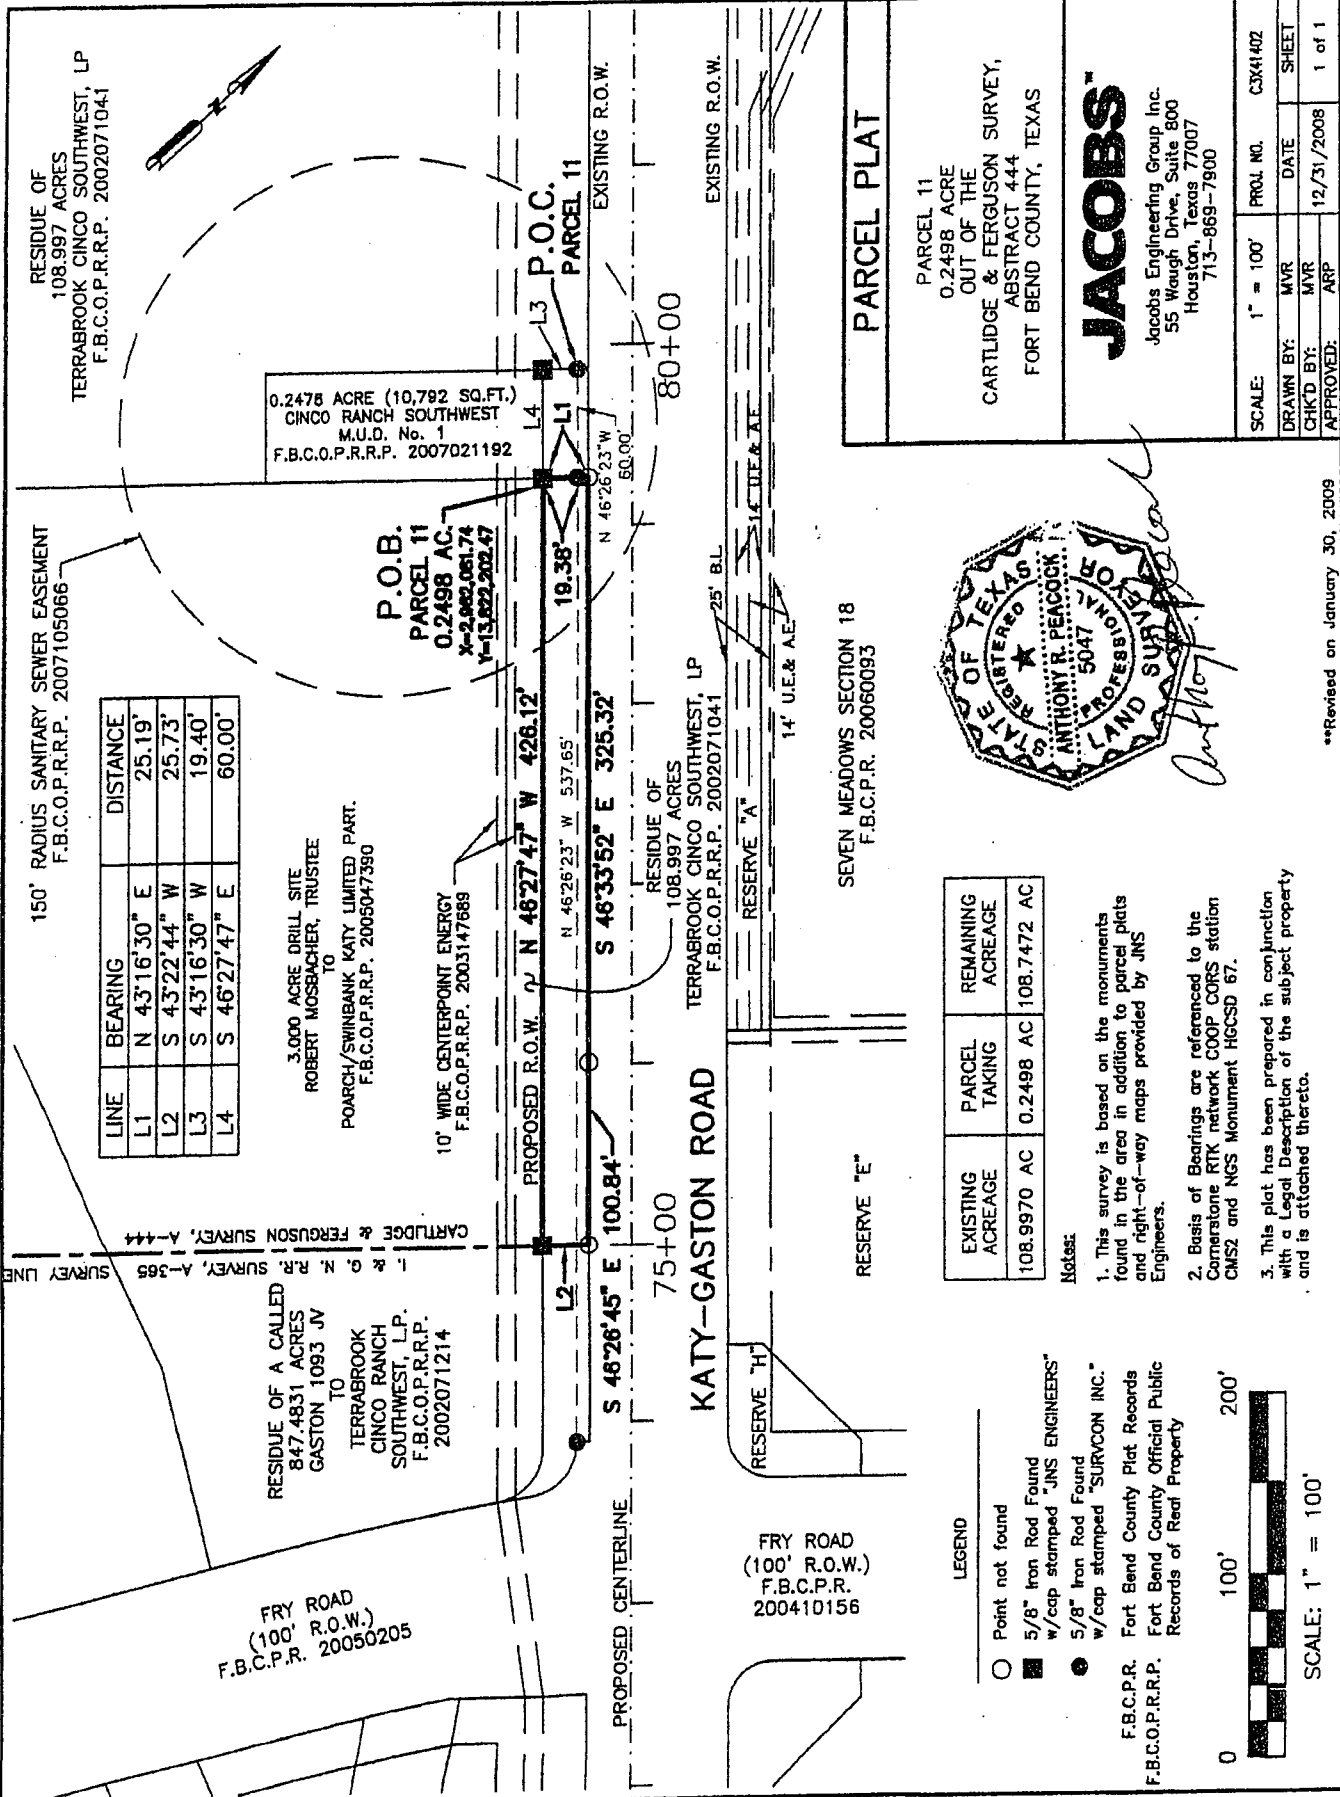 150' RADIUS SANITARY SEWER EASEMENT
F.B.C.O.P.R.R.P. 2007105066
RESIDUE OF
108.997 ACRES
TERRABROOK CINCO SOUTHWEST, LP
F.B.C.O.P.R.R.P. 2002071041
N
LINE BEARING DISTANCE
L1 N 43°16'30" E 25.19'
L2 S 43°22'44" W 25.73'
L3 S 43°16'30" W 19.40'
L4 S 46°27'47" E 60.00'
0.2478 ACRE (10,792 SQ.FT.)
CINCO RANCH SOUTHWEST
M.U.D. No. 1
F.B.C.O.P.R.R.P. 2007021192
3.000 ACRE DRILL SITE
ROBERT MOSBACHER, TRUSTEE
TO
POARCH/SWINBANK KATY LIMITED PART.
F.B.C.O.P.R.R.P. 2005047390
10' WIDE CENTERPOINT ENERGY
F.B.C.O.P.R.R.P. 2003147689
P.O.B.
PARCEL 11
0.2498 AC.
X=2,982,081.74
Y=13,822,202.47
P.O.C.
PARCEL 11
L3
L4
L1
L2
SURVEY LINE
I. & G. N. R.R. SURVEY, A-365
CARTLIDGE & FERGUSON SURVEY, A-444
RESIDUE OF A CALLED
847.4831 ACRES
GASTON 1093 JV
TO
TERRABROOK
CINCO RANCH
SOUTHWEST, L.P.
F.B.C.O.P.R.R.P.
2002071214
PROPOSED R.O.W.
N 46°27'47" W 426.12'
19.38'
N 46°26'23" W 537.65'
N 46°26'23"W
60.00'
S 46°26'45" E 100.84'
S 46°33'52" E 325.32'
EXISTING R.O.W.
75+00
80+00
RESIDUE OF
108.997 ACRES
TERRABROOK CINCO SOUTHWEST, LP
F.B.C.O.P.R.R.P. 2002071041
KATY-GASTON ROAD
PROPOSED CENTERLINE
EXISTING R.O.W.
25' B.L.
14' U.E.& A.E.
14' U.E.& A.E.
RESERVE "A"
RESERVE "H"
RESERVE "E"
FRY ROAD
(100' R.O.W.)
F.B.C.P.R. 20050205
FRY ROAD
(100' R.O.W.)
F.B.C.P.R.
200410156
SEVEN MEADOWS SECTION 18
F.B.C.P.R. 20060093
LEGEND
Point not found
5/8" Iron Rod Found
w/cap stamped "JNS ENGINEERS"
5/8" Iron Rod Found
w/cap stamped "SURVCON INC."
F.B.C.P.R. Fort Bend County Plat Records
F.B.C.O.P.R.R.P. Fort Bend County Official Public
Records of Real Property
0 100' 200'
SCALE: 1" = 100'
EXISTING ACREAGE PARCEL TAKING REMAINING ACREAGE
108.9970 AC 0.2498 AC 108.7472 AC
Notes:
1. This survey is based on the monuments
found in the area in addition to parcel plats
and right-of-way maps provided by JNS
Engineers.
2. Basis of Bearings are referenced to the
Cornerstone RTK network COOP CORS station
CMS2 and NGS Monument HGCSD 67.
3. This plat has been prepared in conjunction
with a Legal Description of the subject property
and is attached thereto.
STATE OF TEXAS
REGISTERED
ANTHONY R. PEACOCK
5047
PROFESSIONAL
LAND SURVEYOR
**Revised on January 30, 2009
PARCEL PLAT
PARCEL 11
0.2498 ACRE
OUT OF THE
CARTLIDGE & FERGUSON SURVEY,
ABSTRACT 444
FORT BEND COUNTY, TEXAS
JACOBS™
Jacobs Engineering Group Inc.
55 Waugh Drive, Suite 800
Houston, Texas 77007
713-869-7900
SCALE: 1" = 100' PROJ. NO. C3X41402
DRAWN BY: MVR DATE SHEET
CHK'D BY: MVR 12/31/2008 1 of 1
APPROVED: ARP